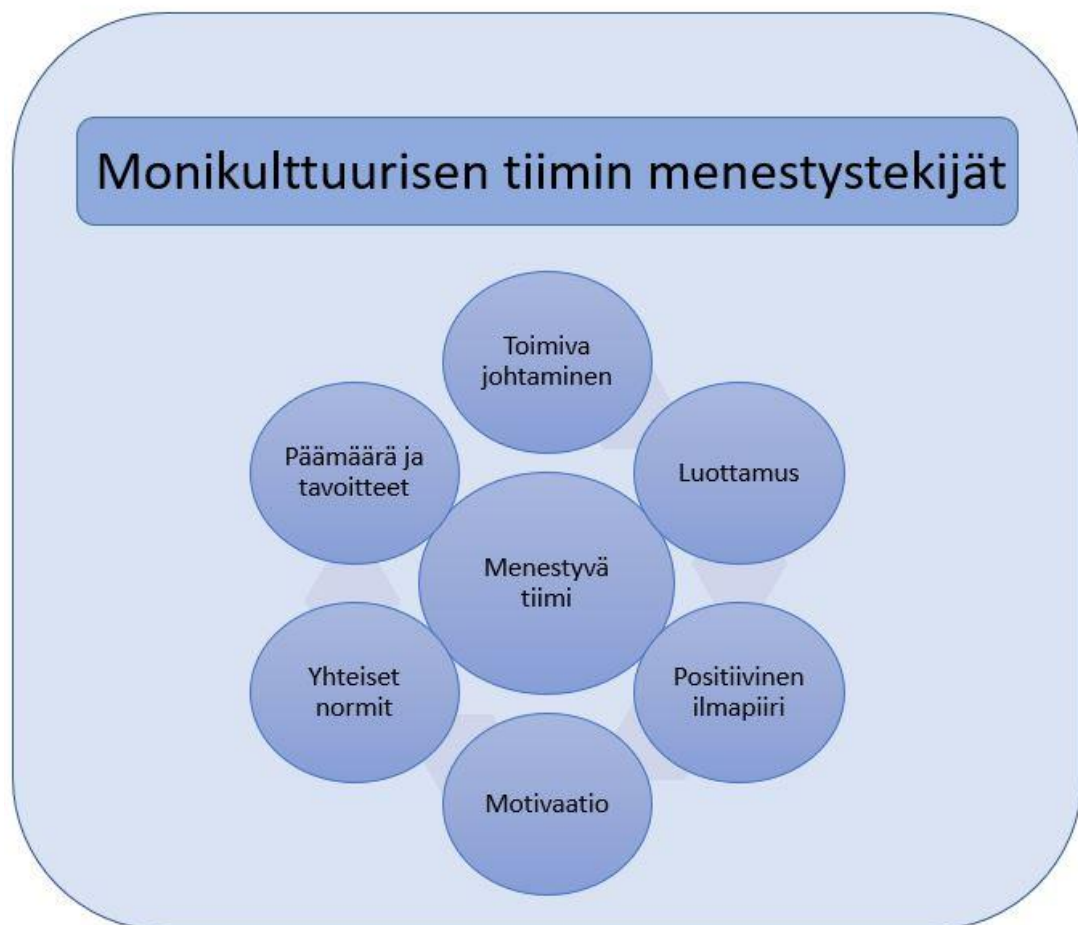 Monikulttuurisen tiimin menestystekijät
Toimiva
johtaminen
Luottamus
Positiivinen
ilmapiiri
Motivaatio
Yhteiset
normit
Päämäärä ja
tavoitteet
Menestyvä
tiimi